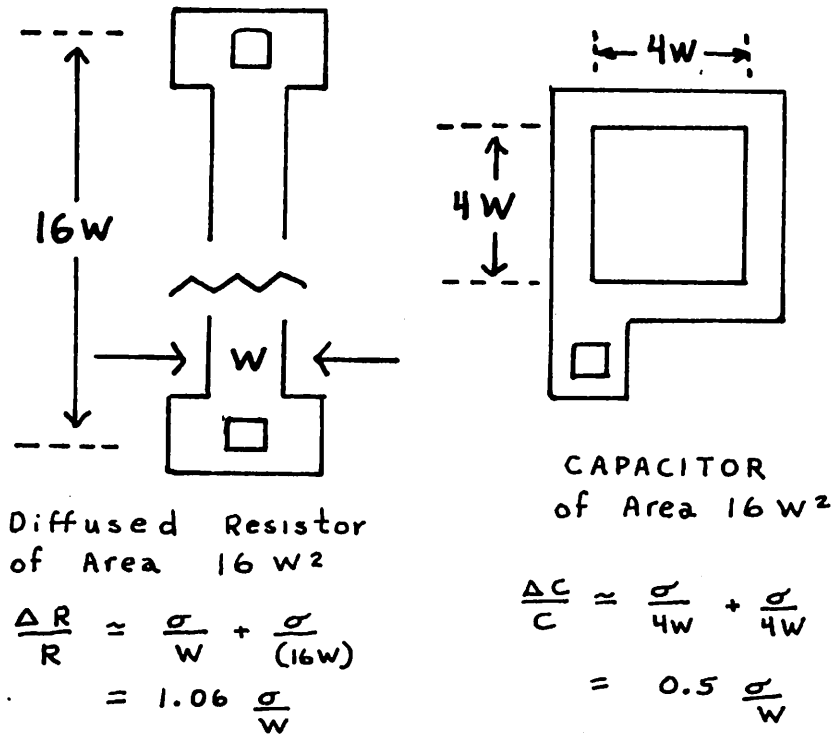 16W
W
Diffused Resistor
of Area 16 W²
ΔR/R ≃ σ/W + σ/(16W)
= 1.06 σ/W
4W
4W
CAPACITOR
of Area 16 W²
ΔC/C ≃ σ/4W + σ/4W
= 0.5 σ/W